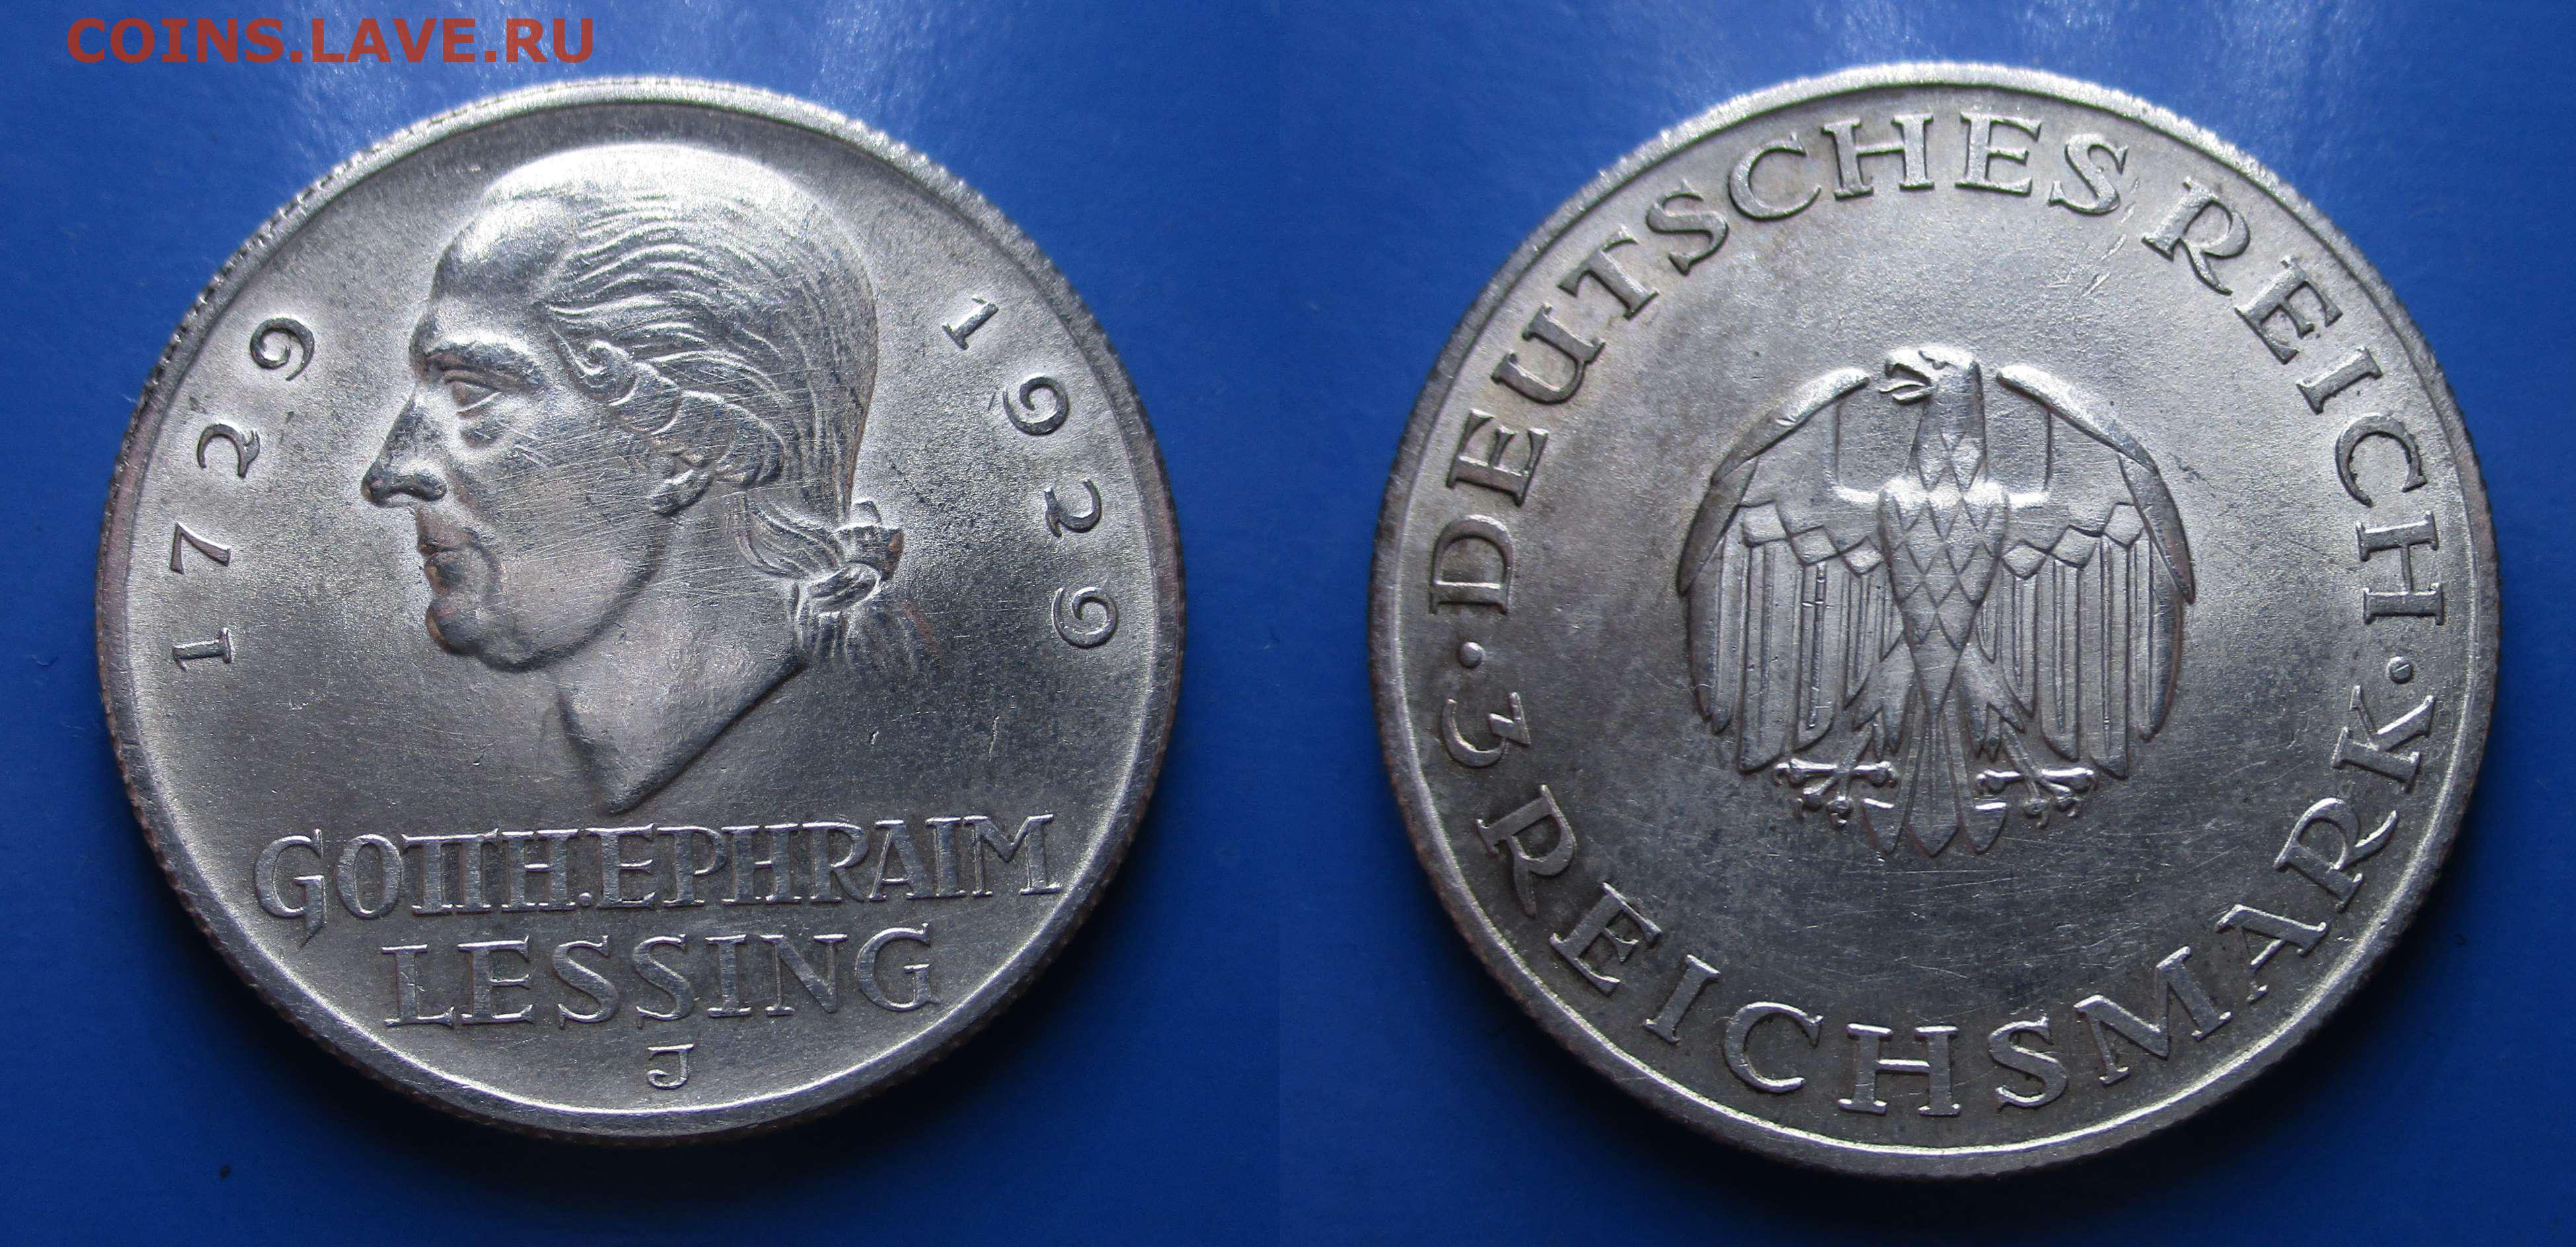 COINS.LAVE.RU
1729
1929
GOTTH.EPHRAIM
LESSING
J
·DEUTSCHES REICH·
3 REICHSMARK